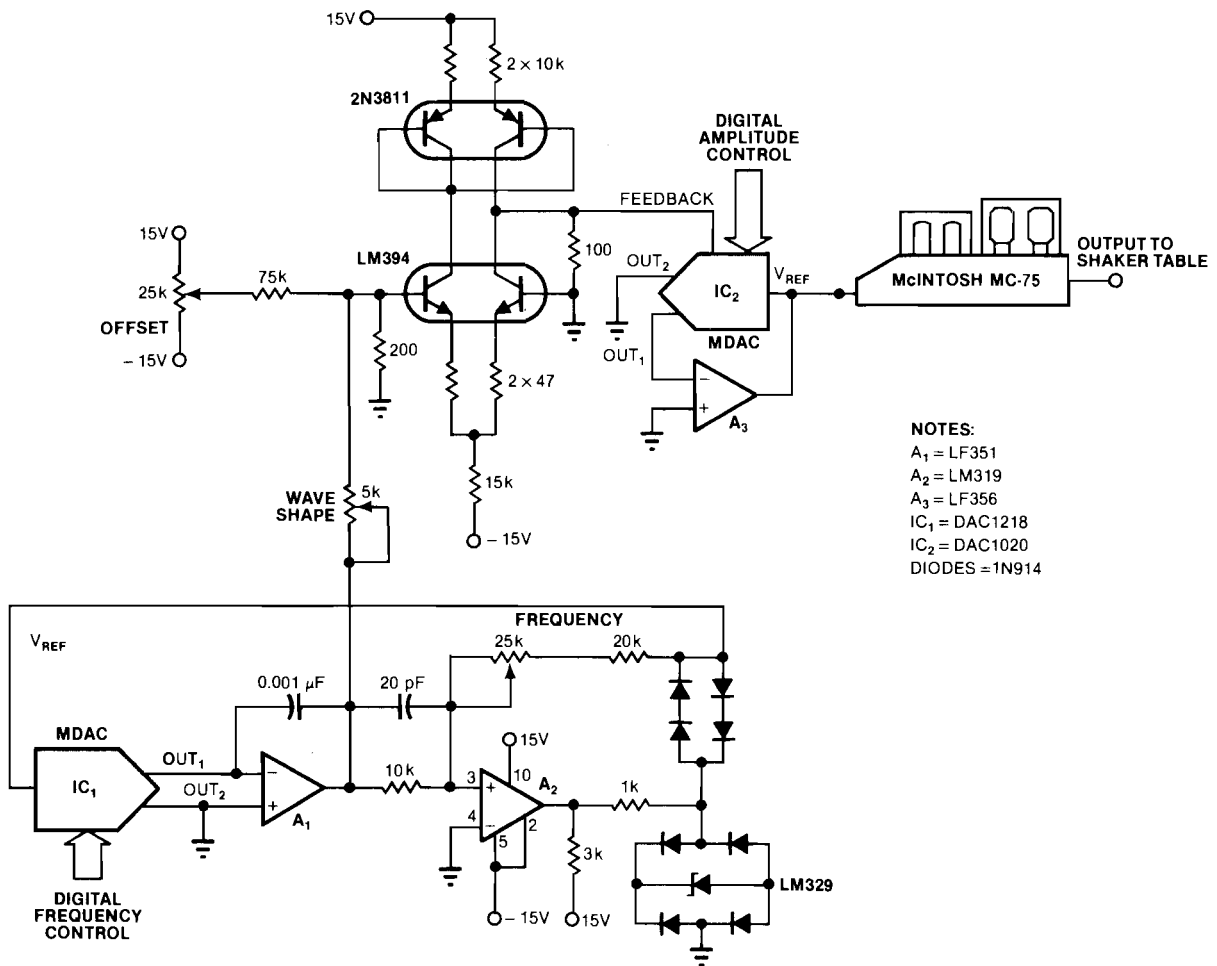 15V
2 × 10k
2N3811
DIGITAL
AMPLITUDE
CONTROL
FEEDBACK
15V
75k
LM394
100
OUT2
VREF
OUTPUT TO
SHAKER TABLE
25k
OFFSET
IC2
McINTOSH MC-75
– 15V
200
MDAC
OUT1
2 × 47
–
+
A3
NOTES:
A1 = LF351
A2 = LM319
A3 = LF356
IC1 = DAC1218
IC2 = DAC1020
DIODES = 1N914
15k
5k
WAVE
SHAPE
– 15V
FREQUENCY
VREF
25k
20k
0.001 µF
20 pF
MDAC
15V
OUT1
–
10k
3
+
10
A2
1k
IC1
OUT2
+
A1
4
–
5
2
3k
LM329
DIGITAL
FREQUENCY
CONTROL
– 15V
15V